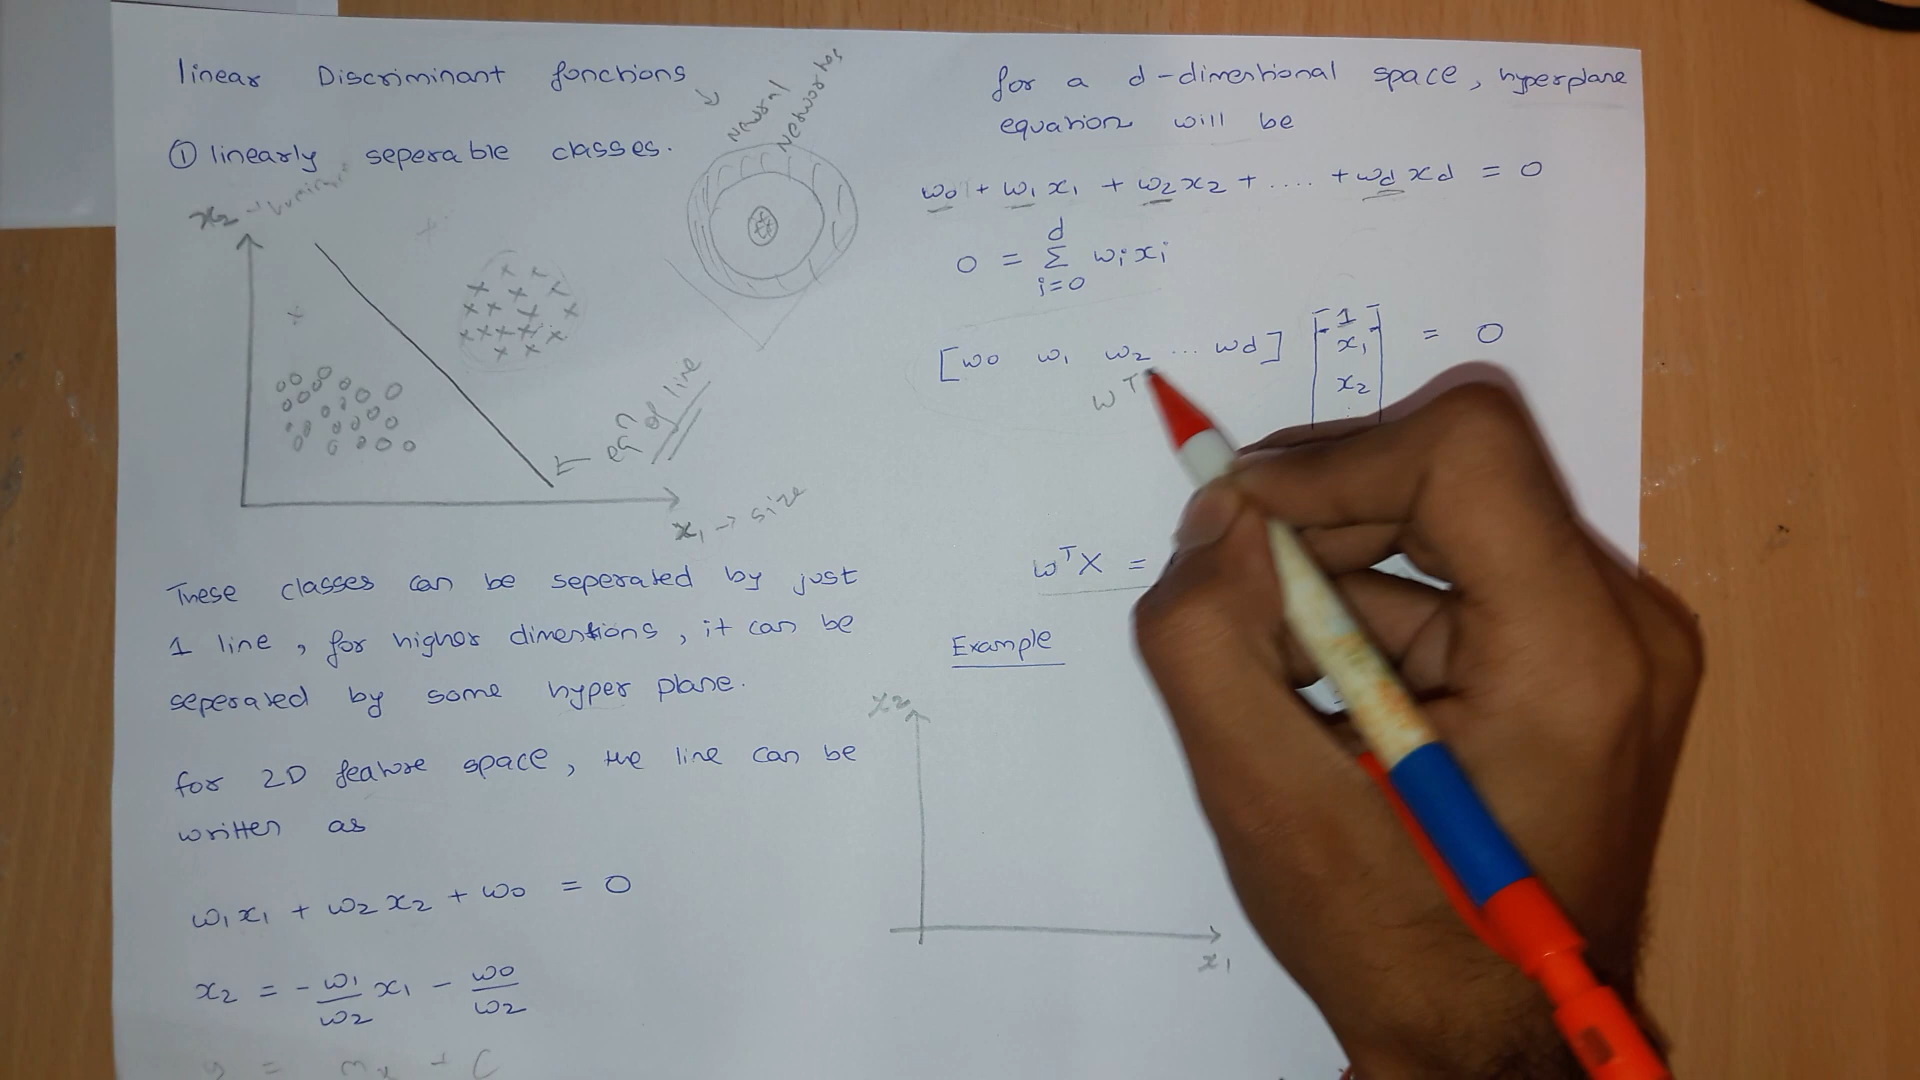 linear Discriminant functions
Neural
Networks
① linearly seperable classes.
x2 →
eqn of line
x1 → size
These classes can be seperated by just
1 line, for higher dimensions, it can be
seperated by some hyper plane.
for 2D feature space, the line can be
written as
w1x1 + w2x2 + w0 = 0
x2 = - w1/w2 x1 - w0/w2
y = mx + C
for a d-dimensional space, hyperplane
equation will be
w0 + w1x1 + w2x2 + .... + wdxd = 0
0 = d Σ i=0 wixi
[w0 w1 w2 ... wd] [1 x1 x2 = 0
wT
wTX =
Example
x2
x1